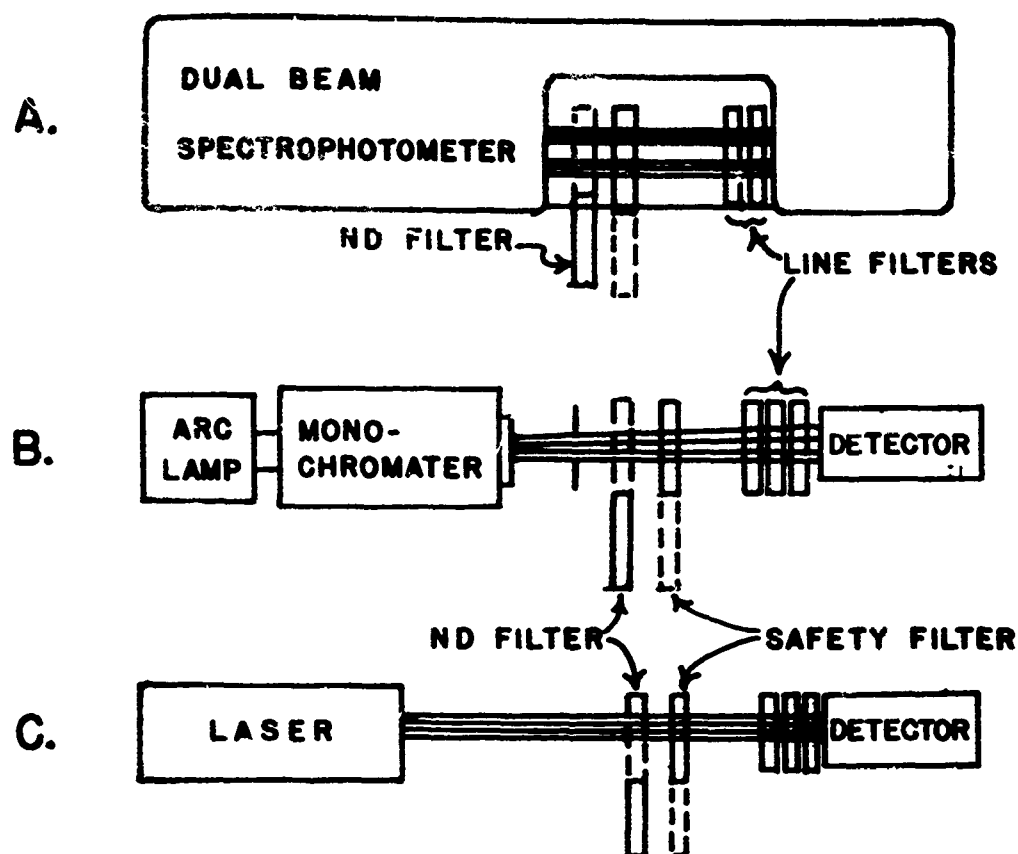 A.
DUAL BEAM
SPECTROPHOTOMETER
ND FILTER
LINE FILTERS
B.
ARC
LAMP
MONO-
CHROMATER
DETECTOR
ND FILTER
SAFETY FILTER
C.
LASER
DETECTOR